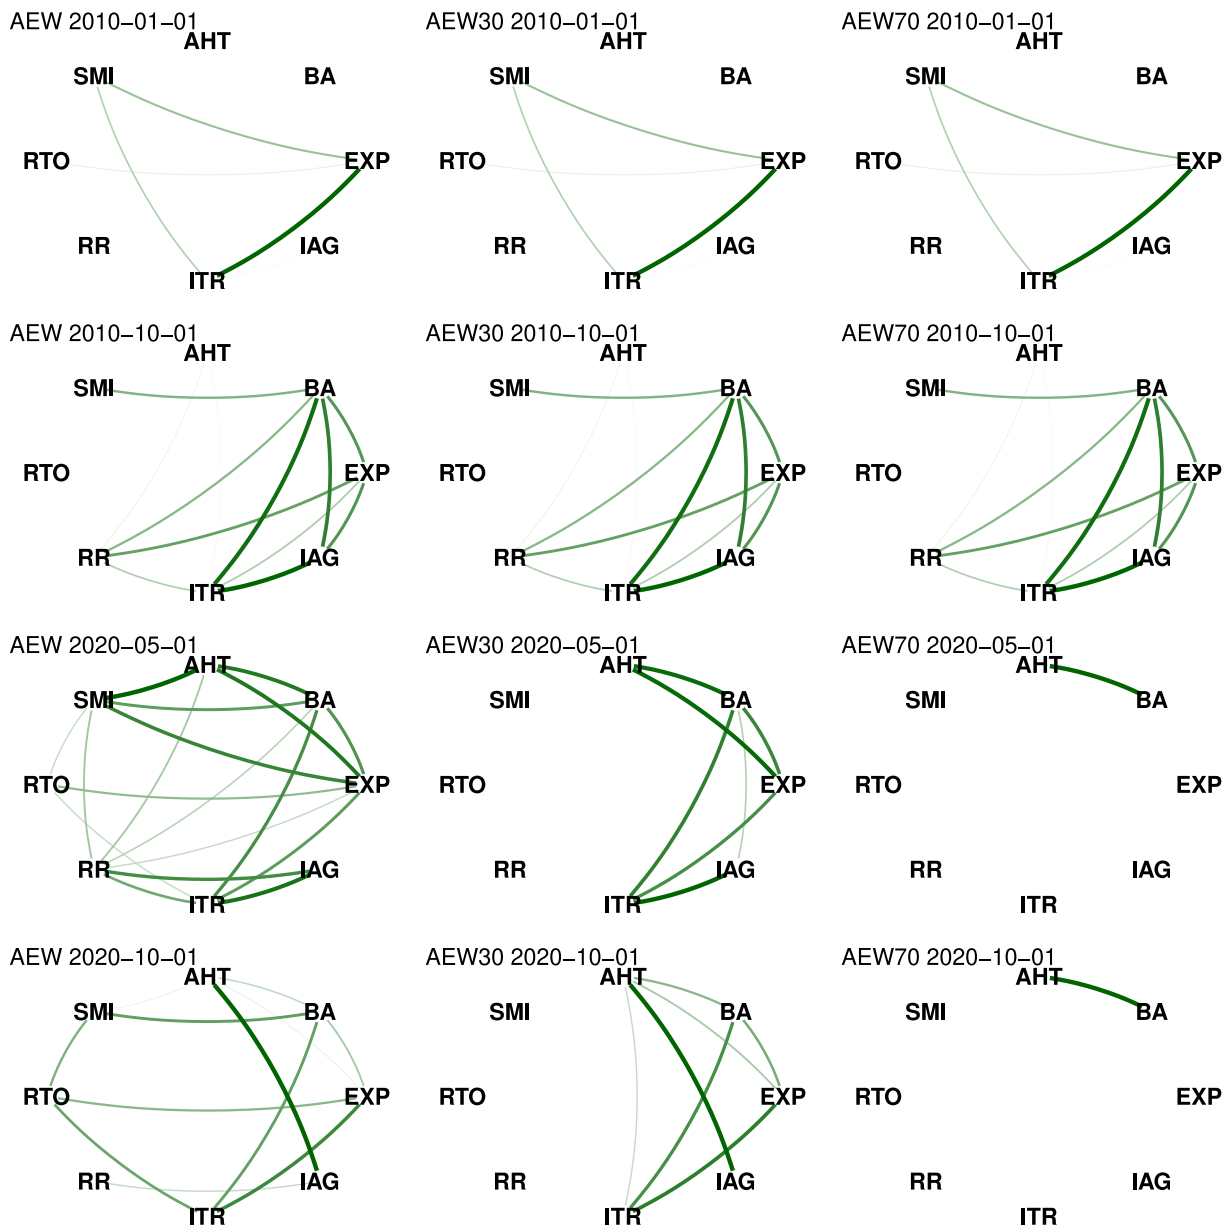 AEW 2010−01−01 AEW30 2010−01−01 AEW70 2010−01−01
AHT AHT AHT
SMI BA SMI BA SMI BA
RTO EXP RTO EXP RTO EXP
RR IAG RR IAG RR IAG
ITR ITR ITR
AEW 2010−10−01 AEW30 2010−10−01 AEW70 2010−10−01
AHT AHT AHT
SMI BA SMI BA SMI BA
RTO EXP RTO EXP RTO EXP
RR IAG RR IAG RR IAG
ITR ITR ITR
AEW 2020−05−01 AEW30 2020−05−01 AEW70 2020−05−01
AHT AHT AHT
SMI BA SMI BA SMI BA
RTO EXP RTO EXP RTO EXP
RR IAG RR IAG RR IAG
ITR ITR ITR
AEW 2020−10−01 AEW30 2020−10−01 AEW70 2020−10−01
AHT AHT AHT
SMI BA SMI BA SMI BA
RTO EXP RTO EXP RTO EXP
RR IAG RR IAG RR IAG
ITR ITR ITR